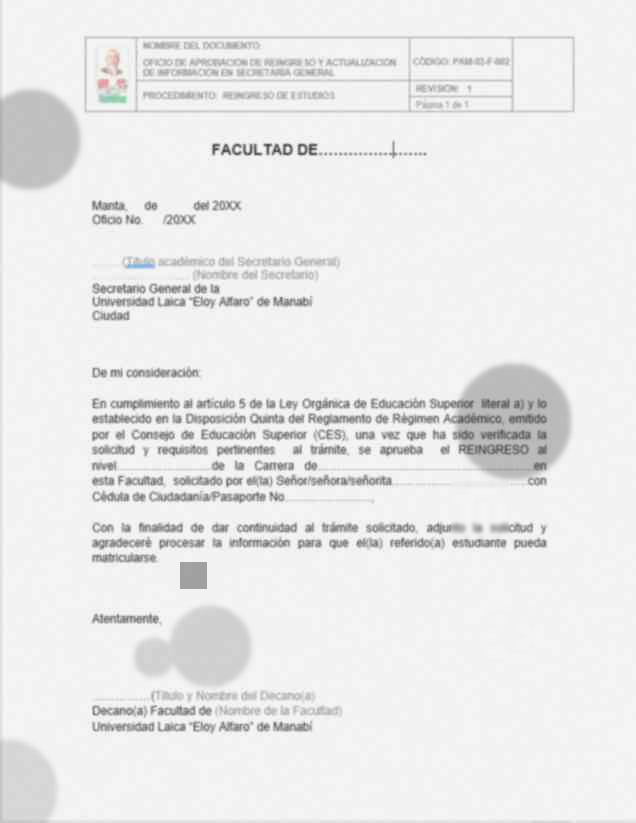 NOMBRE DEL DOCUMENTO:
OFICIO DE APROBACIÓN DE REINGRESO Y ACTUALIZACIÓN
DE INFORMACIÓN EN SECRETARÍA GENERAL
CÓDIGO: PAM-03-F-002
PROCEDIMIENTO: REINGRESO DE ESTUDIOS
REVISIÓN: 1
Página 1 de 1
FACULTAD DE.....................
Manta, de del 20XX
Oficio No. /20XX
........(Título académico del Secretario General)
.......................... (Nombre del Secretario)
Secretario General de la
Universidad Laica “Eloy Alfaro” de Manabí
Ciudad
De mi consideración:
En cumplimiento al artículo 5 de la Ley Orgánica de Educación Superior literal a) y lo
establecido en la Disposición Quinta del Reglamento de Régimen Académico, emitido
por el Consejo de Educación Superior (CES), una vez que ha sido verificada la
solicitud y requisitos pertinentes al trámite, se aprueba el REINGRESO al
nivel..........................de la Carrera de............................................................en
esta Facultad, solicitado por el(la) Señor/señora/señorita......................................con
Cédula de Ciudadanía/Pasaporte No........................,
Con la finalidad de dar continuidad al trámite solicitado, adjunto la solicitud y
agradeceré procesar la información para que el(la) referido(a) estudiante pueda
matricularse.
Atentamente,
................(Título y Nombre del Decano(a)
Decano(a) Facultad de (Nombre de la Facultad)
Universidad Laica “Eloy Alfaro” de Manabí